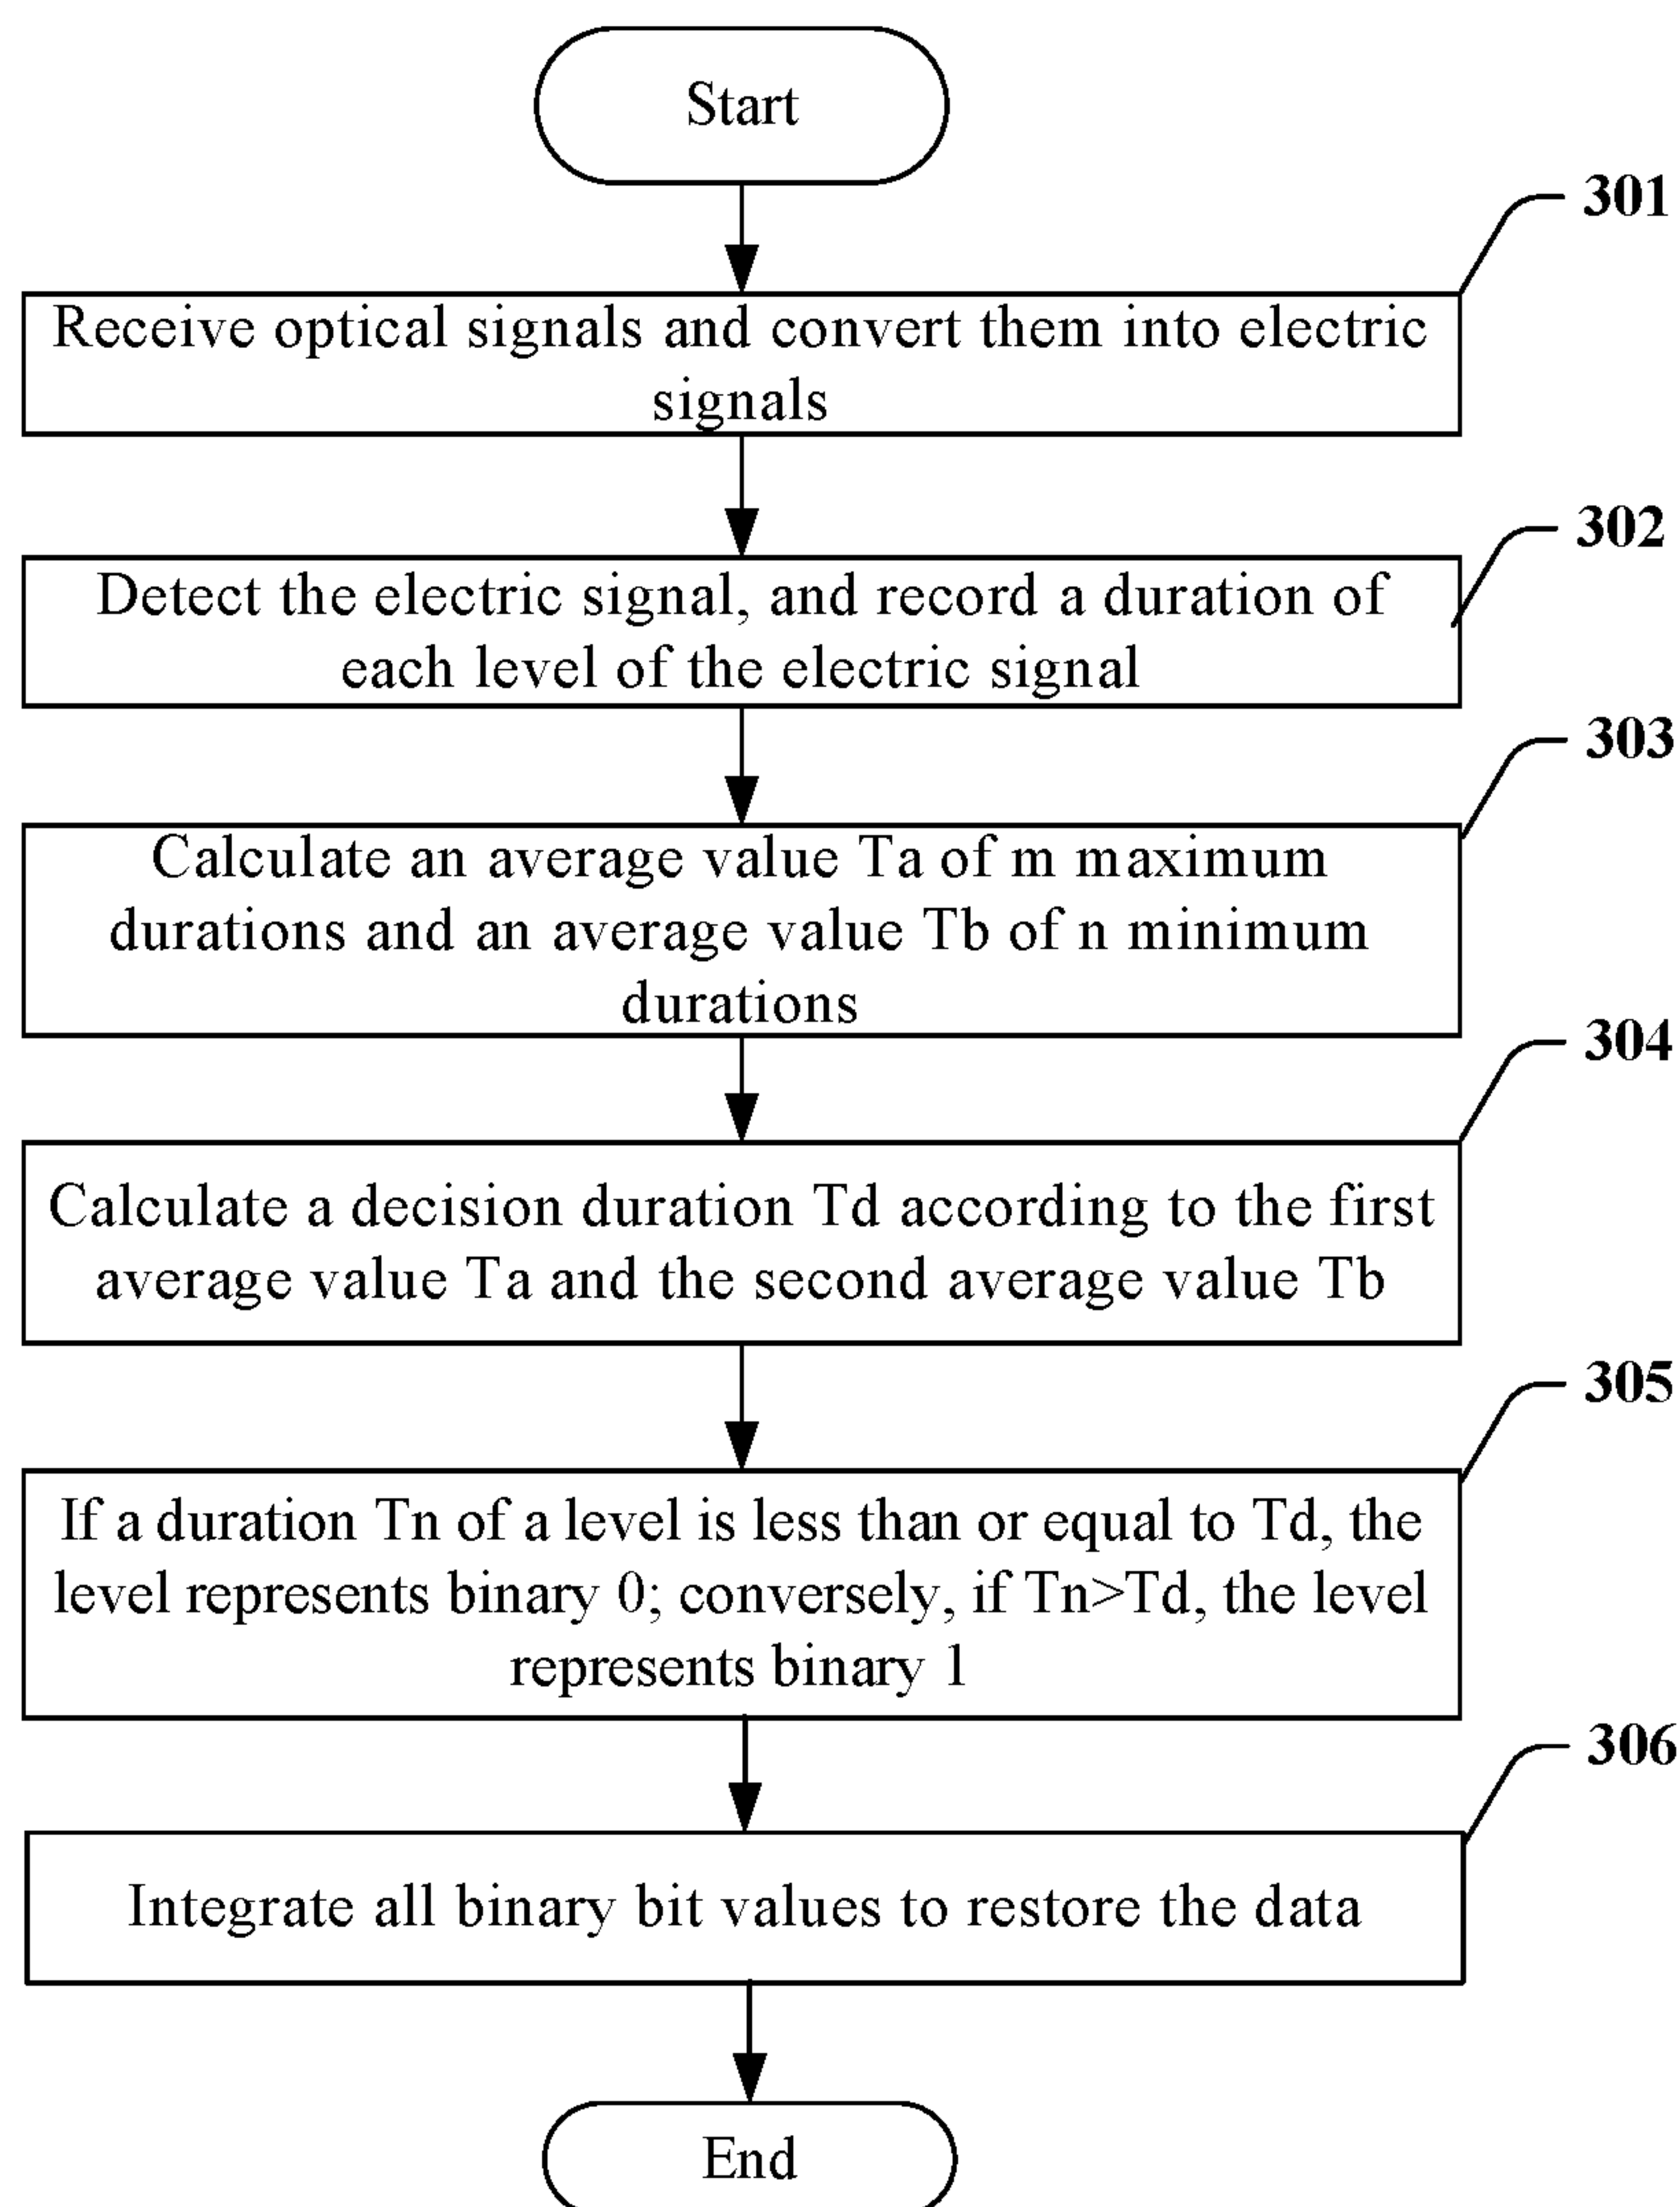 Start
301
Receive optical signals and convert them into electric
signals
302
Detect the electric signal, and record a duration of
each level of the electric signal
303
Calculate an average value Ta of m maximum
durations and an average value Tb of n minimum
durations
304
Calculate a decision duration Td according to the first
average value Ta and the second average value Tb
305
If a duration Tn of a level is less than or equal to Td, the
level represents binary 0; conversely, if Tn>Td, the level
represents binary 1
306
Integrate all binary bit values to restore the data
End